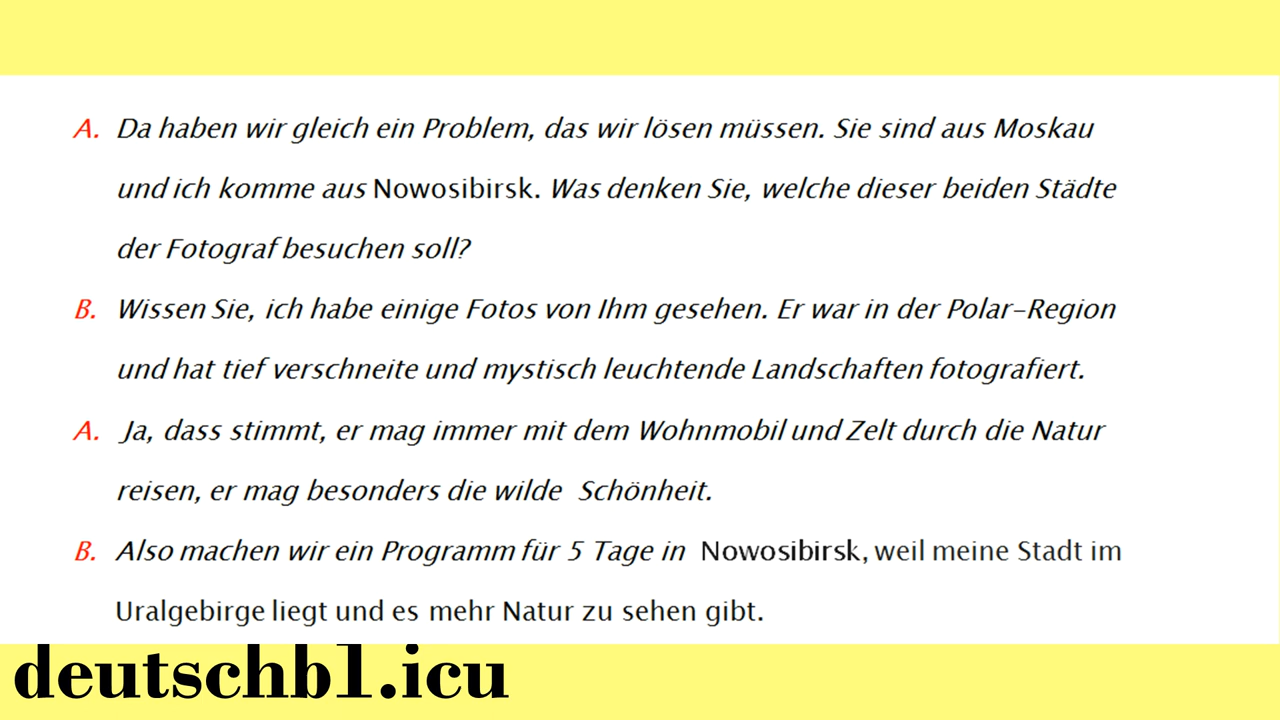 A. Da haben wir gleich ein Problem, das wir lösen müssen. Sie sind aus Moskau
und ich komme aus Nowosibirsk. Was denken Sie, welche dieser beiden Städte
der Fotograf besuchen soll?
B. Wissen Sie, ich habe einige Fotos von Ihm gesehen. Er war in der Polar-Region
und hat tief verschneite und mystisch leuchtende Landschaften fotografiert.
A. Ja, dass stimmt, er mag immer mit dem Wohnmobil und Zelt durch die Natur
reisen, er mag besonders die wilde Schönheit.
B. Also machen wir ein Programm für 5 Tage in Nowosibirsk, weil meine Stadt im
Uralgebirge liegt und es mehr Natur zu sehen gibt.
deutschb1.icu